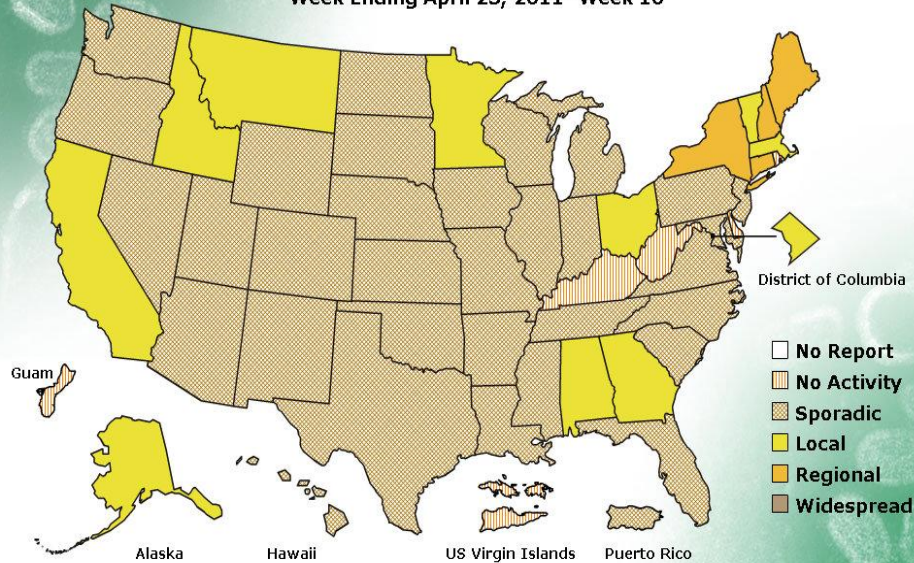 Week Ending April 23, 2011- Week 16
District of Columbia
No Report
Guam
No Activity
Sporadic
Local
Regional
Widespread
Alaska
Hawaii
US Virgin Islands
Puerto Rico